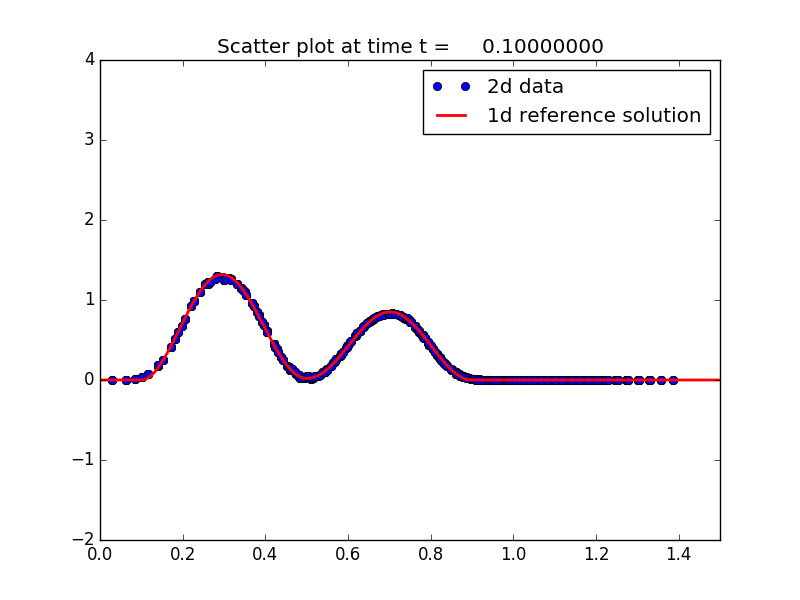 Scatter plot at time t =     0.10000000
2d data
1d reference solution
4
3
2
1
0
−1
−2
0.0 0.2 0.4 0.6 0.8 1.0 1.2 1.4